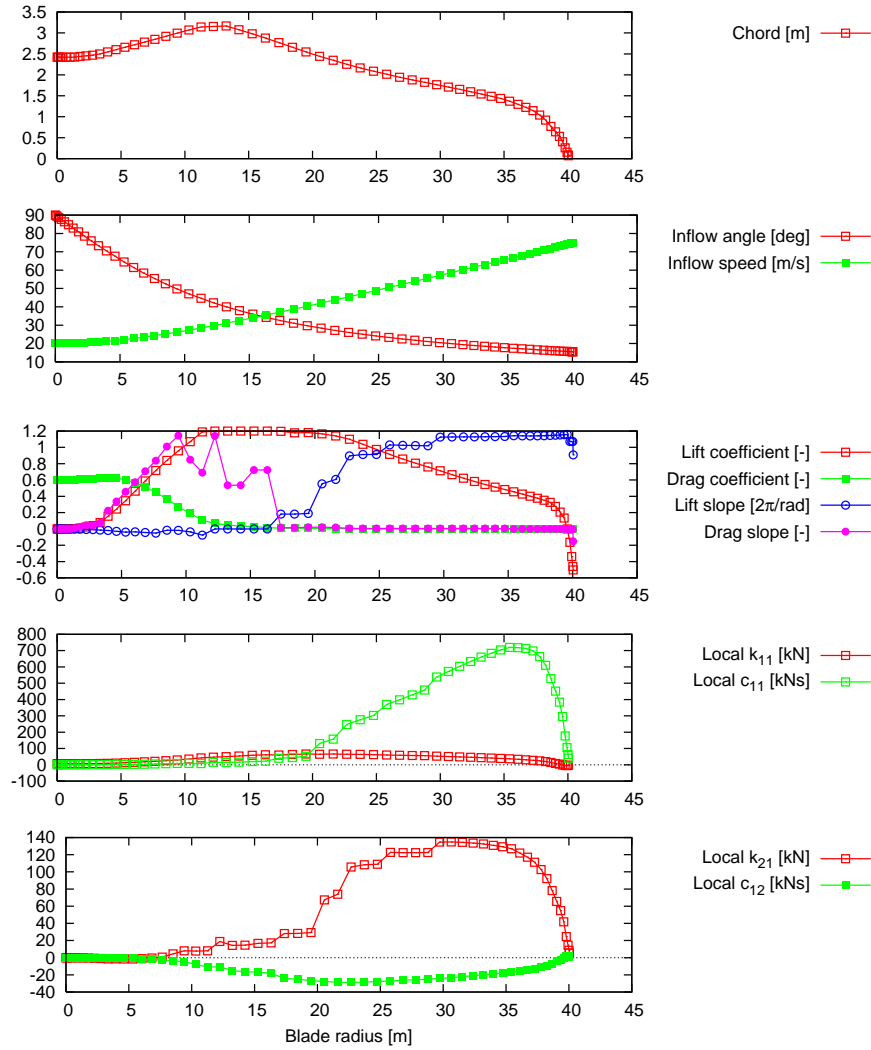 3.5
3
2.5
2
1.5
1
0.5
0
0 5 10 15 20 25 30 35 40 45
Chord [m]
90
80
70
60
50
40
30
20
10
0 5 10 15 20 25 30 35 40 45
Inflow angle [deg]
Inflow speed [m/s]
1.2
1.0
0.8
0.6
0.4
0.2
0
-0.2
-0.4
-0.6
0 5 10 15 20 25 30 35 40 45
Lift coefficient [-]
Drag coefficient [-]
Lift slope [2π/rad]
Drag slope [-]
800
700
600
500
400
300
200
100
0
-100
0 5 10 15 20 25 30 35 40 45
Local k11 [kN]
Local c11 [kNs]
140
120
100
80
60
40
20
0
-20
-40
0 5 10 15 20 25 30 35 40 45
Local k21 [kN]
Local c12 [kNs]
Blade radius [m]